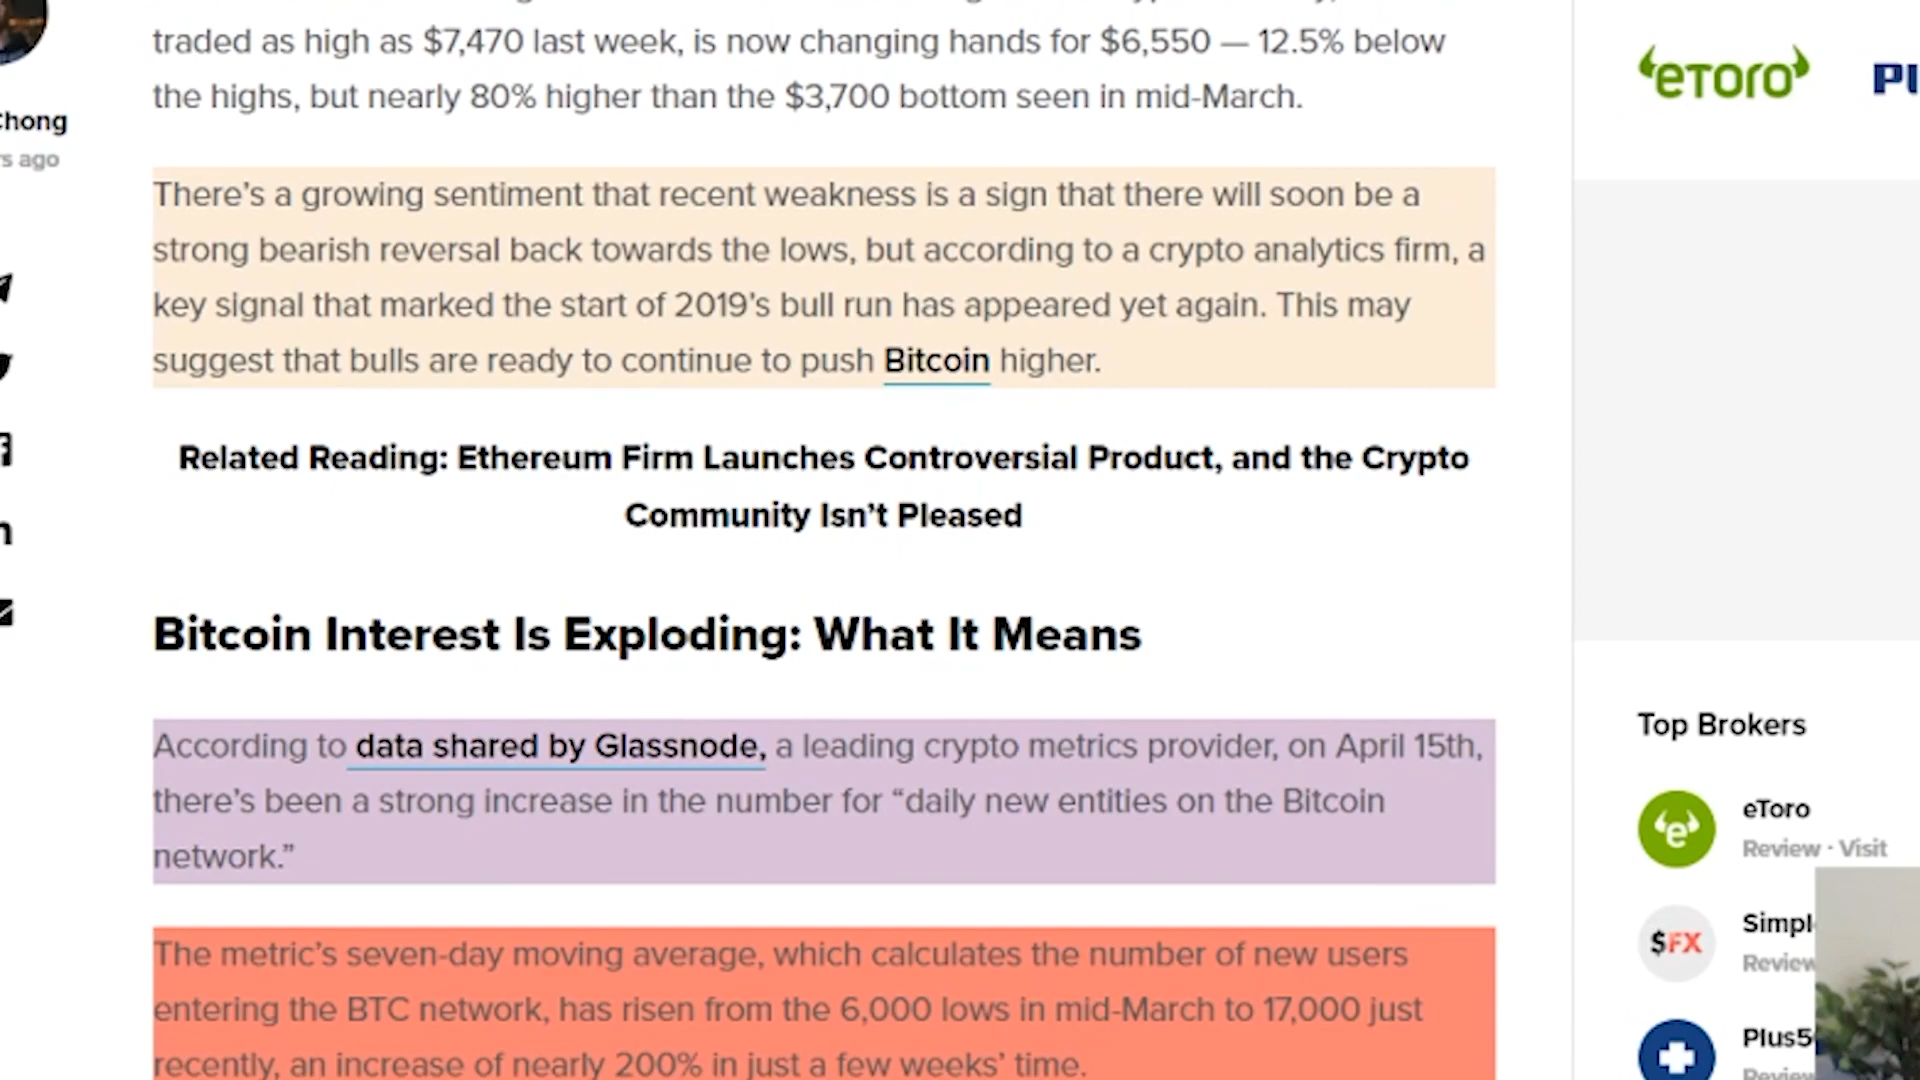 traded as high as $7,470 last week, is now changing hands for $6,550 — 12.5% below
the highs, but nearly 80% higher than the $3,700 bottom seen in mid-March.
Chong
ago
There’s a growing sentiment that recent weakness is a sign that there will soon be a
strong bearish reversal back towards the lows, but according to a crypto analytics firm, a
key signal that marked the start of 2019’s bull run has appeared yet again. This may
suggest that bulls are ready to continue to push Bitcoin higher.
Related Reading: Ethereum Firm Launches Controversial Product, and the Crypto
Community Isn’t Pleased
Bitcoin Interest Is Exploding: What It Means
According to data shared by Glassnode, a leading crypto metrics provider, on April 15th,
there’s been a strong increase in the number for “daily new entities on the Bitcoin
network.”
The metric’s seven-day moving average, which calculates the number of new users
entering the BTC network, has risen from the 6,000 lows in mid-March to 17,000 just
recently, an increase of nearly 200% in just a few weeks’ time.
eToro
Top Brokers
eToro
Review · Visit
$FX
Simpl
Review
Plus5
Review